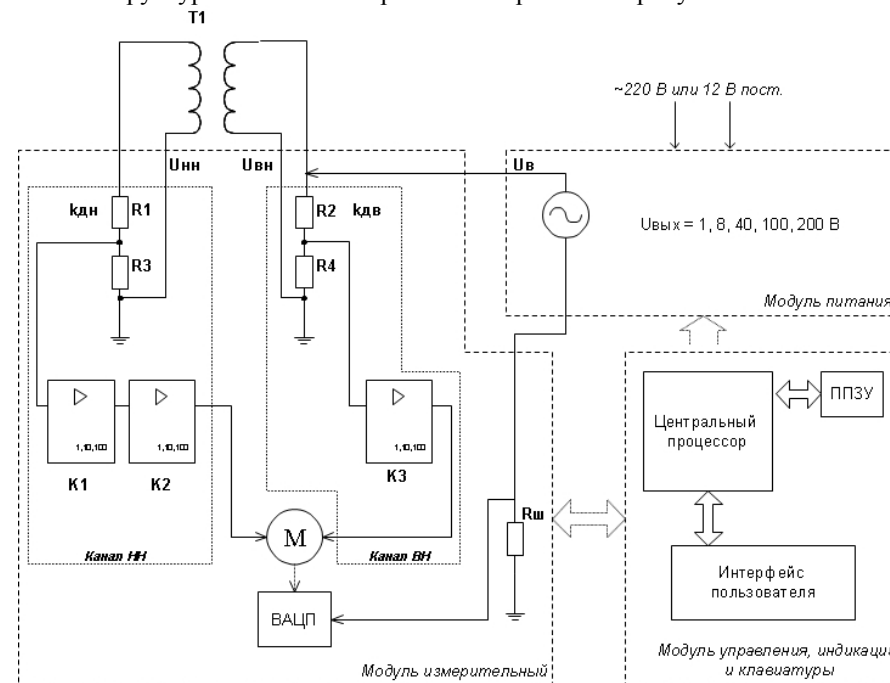 T1
~220 В или 12 В пост.
Uнн
Uвн
Uв
kдн
R1
R2
kдв
Uвых = 1, 8, 40, 100, 200 В
R3
R4
Модуль питания
1,10,100
1,10,100
1,10,100
K1
K2
K3
Центральный
процессор
ППЗУ
Rш
M
Канал НН
Канал ВН
Интерфейс
пользователя
ВАЦП
Модуль измерительный
Модуль управления, индикаци
и клавиатуры